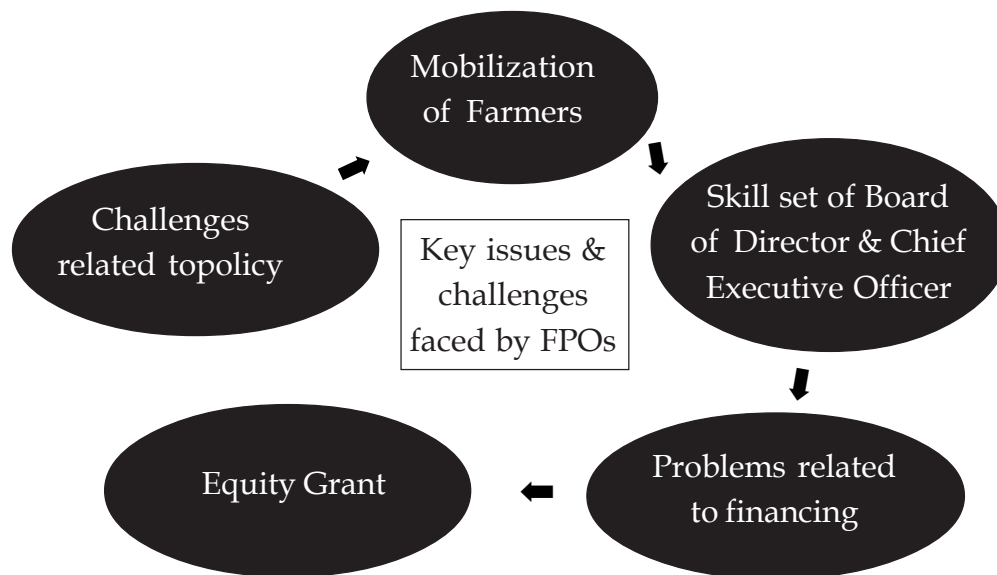 Mobilization
of Farmers
Skill set of Board
of Director & Chief
Executive Officer
Challenges
related topolicy
Key issues &
challenges
faced by FPOs
Problems related
to financing
Equity Grant